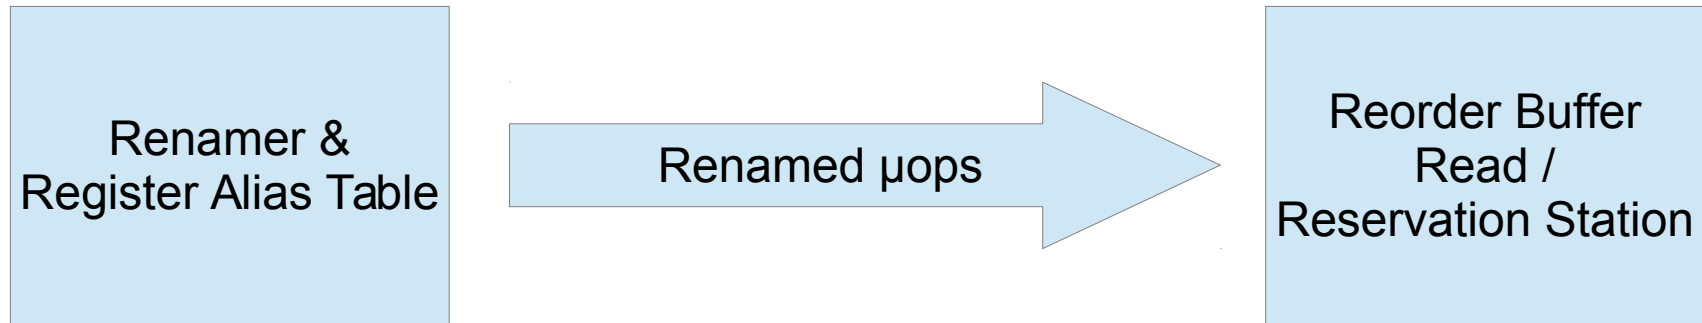 Renamer &
Register Alias Table
Renamed µops
Reorder Buffer
Read /
Reservation Station